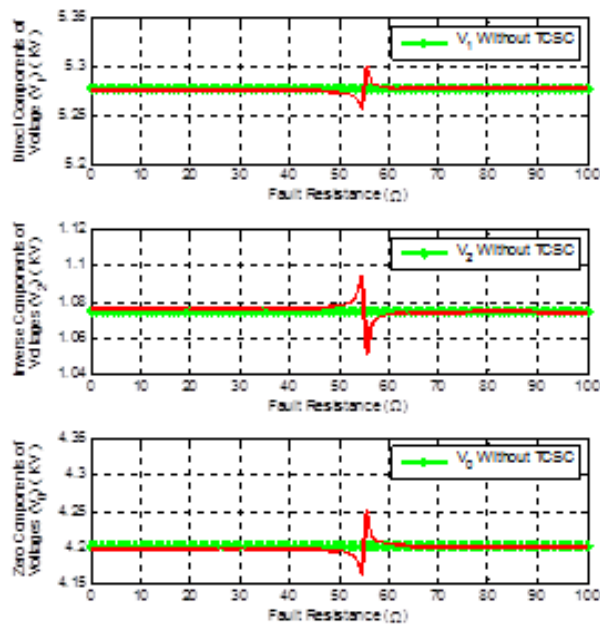 5.35
5.3
5.25
5.2
Direct Components of
Voltage (V1) ( KV)
V1 Without TCSC
0 10 20 30 40 50 60 70 80 90 100
Fault Resistance (Ω)
1.12
1.1
1.08
1.06
1.04
Inverse Components of
Voltages (V2) ( KV)
V2 Without TCSC
0 10 20 30 40 50 60 70 80 90 100
Fault Resistance (Ω)
4.35
4.3
4.25
4.2
4.15
Zero Components of
Voltages (V0) ( KV)
V0 Without TCSC
0 10 20 30 40 50 60 70 80 90 100
Fault Resistance (Ω)